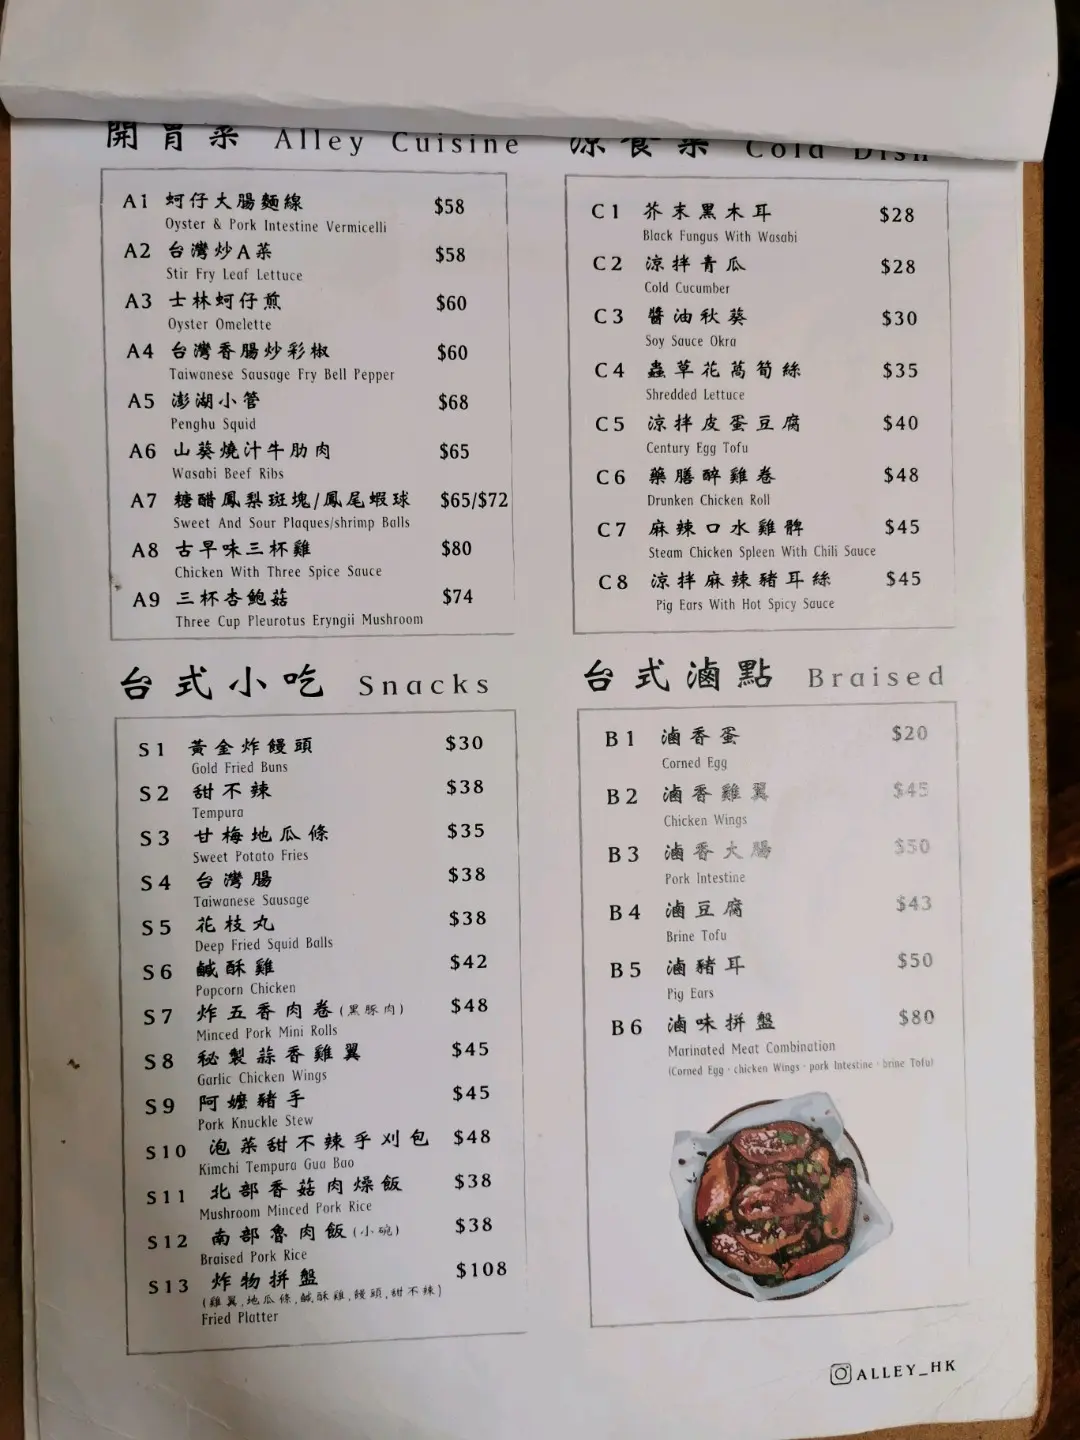 開胃菜 Alley Cuisine
A1 蚵仔大腸麵線 $58
Oyster & Pork Intestine Vermicelli
A2 台灣炒A菜 $58
Stir Fry Leaf Lettuce
A3 士林蚵仔煎 $60
Oyster Omelette
A4 台灣香腸炒彩椒 $60
Taiwanese Sausage Fry Bell Pepper
A5 澎湖小管 $68
Penghu Squid
A6 山葵燒汁牛肋肉 $65
Wasabi Beef Ribs
A7 糖醋鳳梨斑塊/鳳尾蝦球 $65/$72
Sweet And Sour Plaques/shrimp Balls
A8 古早味三杯雞 $80
Chicken With Three Spice Sauce
A9 三杯杏鮑菇 $74
Three Cup Pleurotus Eryngii Mushroom
涼食菜 Cold Dish
C1 芥末黑木耳 $28
Black Fungus With Wasabi
C2 涼拌青瓜 $28
Cold Cucumber
C3 醬油秋葵 $30
Soy Sauce Okra
C4 蟲草花萵筍絲 $35
Shredded Lettuce
C5 涼拌皮蛋豆腐 $40
Century Egg Tofu
C6 藥膳醉雞卷 $48
Drunken Chicken Roll
C7 麻辣口水雞髀 $45
Steam Chicken Spleen With Chili Sauce
C8 涼拌麻辣豬耳絲 $45
Pig Ears With Hot Spicy Sauce
台式小吃 Snacks
S1 黃金炸饅頭 $30
Gold Fried Buns
S2 甜不辣 $38
Tempura
S3 甘梅地瓜條 $35
Sweet Potato Fries
S4 台灣腸 $38
Taiwanese Sausage
S5 花枝丸 $38
Deep Fried Squid Balls
S6 鹹酥雞 $42
Popcorn Chicken
S7 炸五香肉卷(黑豚肉) $48
Minced Pork Mini Rolls
S8 秘製蒜香雞翼 $45
Garlic Chicken Wings
S9 阿嬤豬手 $45
Pork Knuckle Stew
S10 泡菜甜不辣乎刈包 $48
Kimchi Tempura Gua Bao
S11 北部香菇肉燥飯 $38
Mushroom Minced Pork Rice
S12 南部魯肉飯(小碗) $38
Braised Pork Rice
S13 炸物拼盤 $108
(雞翼,地瓜條,鹹酥雞,饅頭,甜不辣)
Fried Platter
台式滷點 Braised
B1 滷香蛋 $20
Corned Egg
B2 滷香雞翼 $45
Chicken Wings
B3 滷香大腸 $50
Pork Intestine
B4 滷豆腐 $43
Brine Tofu
B5 滷豬耳 $50
Pig Ears
B6 滷味拼盤 $80
Marinated Meat Combination
(Corned Egg · chicken Wings · pork Intestine · brine Tofu)
ALLEY_HK